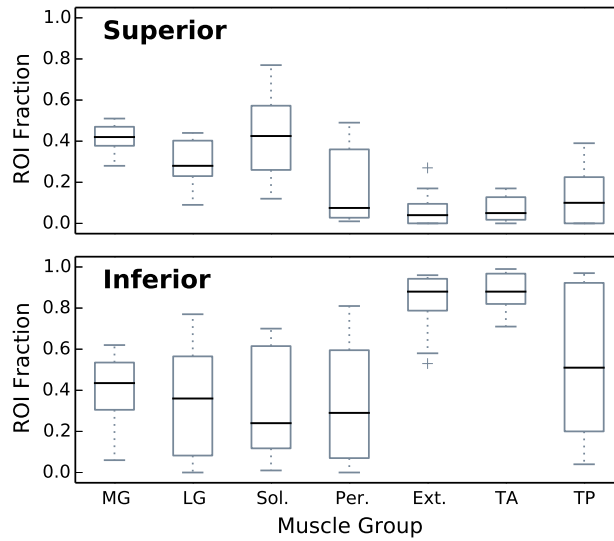 Superior
ROI Fraction
1.0
0.8
0.6
0.4
0.2
0.0
Inferior
ROI Fraction
1.0
0.8
0.6
0.4
0.2
0.0
MG LG Sol. Per. Ext. TA TP
Muscle Group